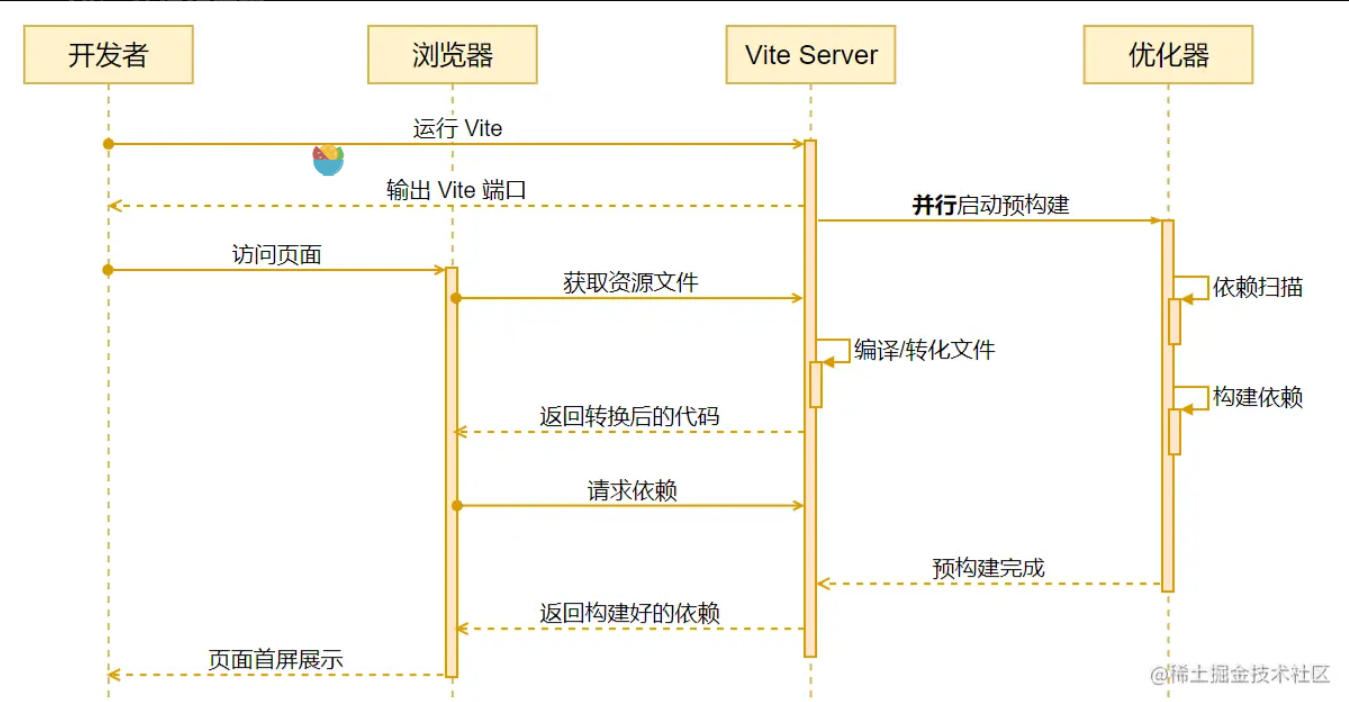 开发者
浏览器
Vite Server
优化器
运行 Vite
输出 Vite 端口
并行启动预构建
访问页面
获取资源文件
依赖扫描
编译/转化文件
构建依赖
返回转换后的代码
请求依赖
预构建完成
返回构建好的依赖
页面首屏展示
@稀土掘金技术社区